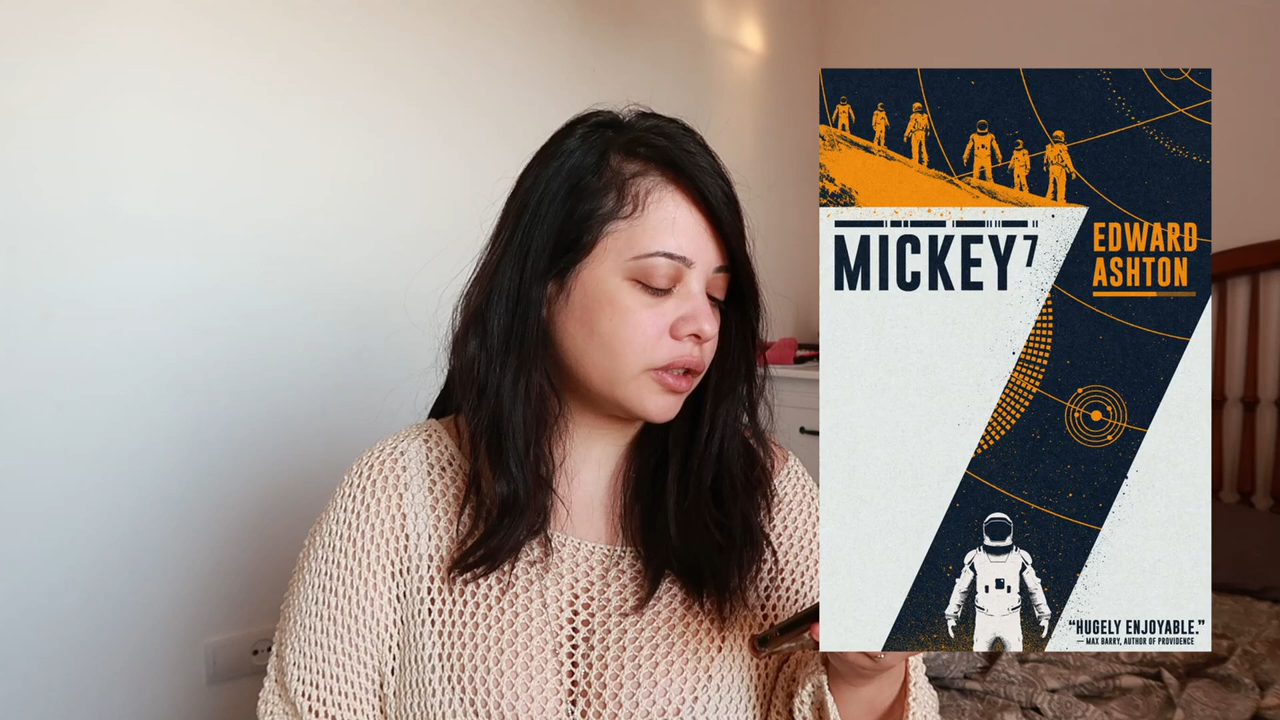 MICKEY7
EDWARD
ASHTON
“HUGELY ENJOYABLE.”
— MAX BARRY, AUTHOR OF PROVIDENCE